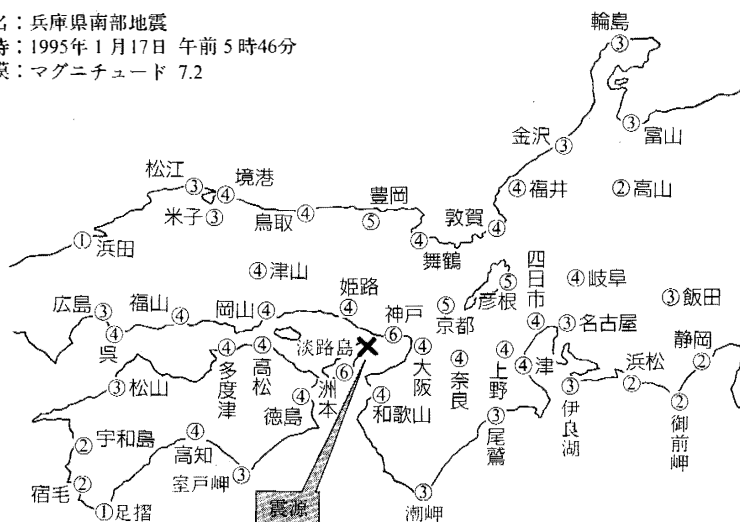 名：兵庫県南部地震
時：1995年1月17日 午前5時46分
模：マグニチュード 7.2
輪島
③
富山
③
金沢
③
福井
④
高山
②
松江
③
境港
④
米子
③
鳥取
④
豊岡
⑤
敦賀
④
舞鶴
④
浜田
①
津山
④
姫路
④
神戸
⑥
京都
⑤
彦根
⑤
四日市
④
岐阜
④
名古屋
③
飯田
③
静岡
②
広島
③
呉
④
福山
④
岡山
④
淡路島
洲本
⑥
大阪
④
奈良
④
上野
④
津
④
伊良湖
③
浜松
②
御前崎
②
松山
③
多度津
④
高松
④
徳島
④
和歌山
④
尾鷲
③
宇和島
②
高知
④
室戸岬
③
宿毛
②
足摺
①
潮岬
③
震源